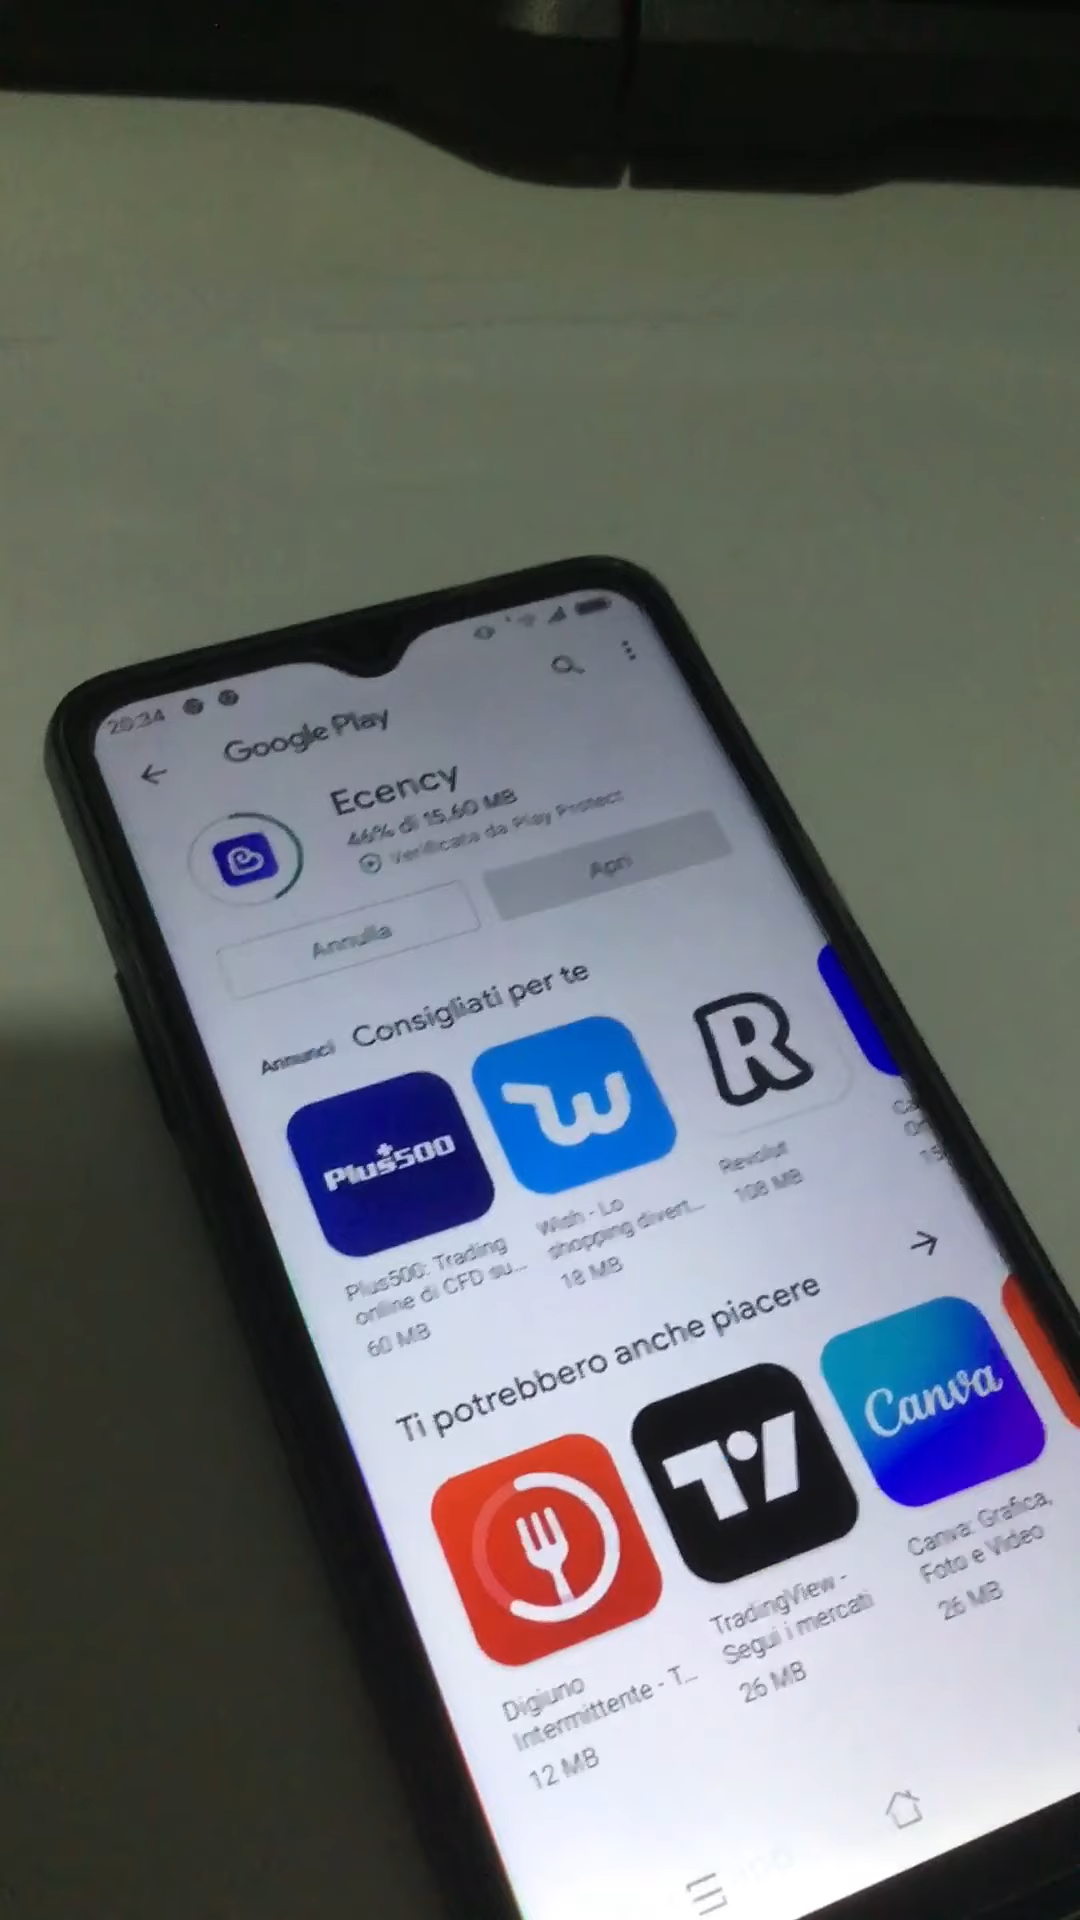 20:34
Google Play
Ecency
46% di 15.60 MB
Verificata da Play Protect
Annulla
Apri
Annunci Consigliati per te
Plus500
W
R
Plus500: Trading
online di CFD su...
60 MB
Wish - Lo
shopping divert...
18 MB
Revolut
108 MB
Ca
Ti potrebbero anche piacere
TV
Canva
Digiuno
Intermittente - T...
12 MB
TradingView -
Segui i mercati
26 MB
Canva: Grafica,
Foto e Video
26 MB